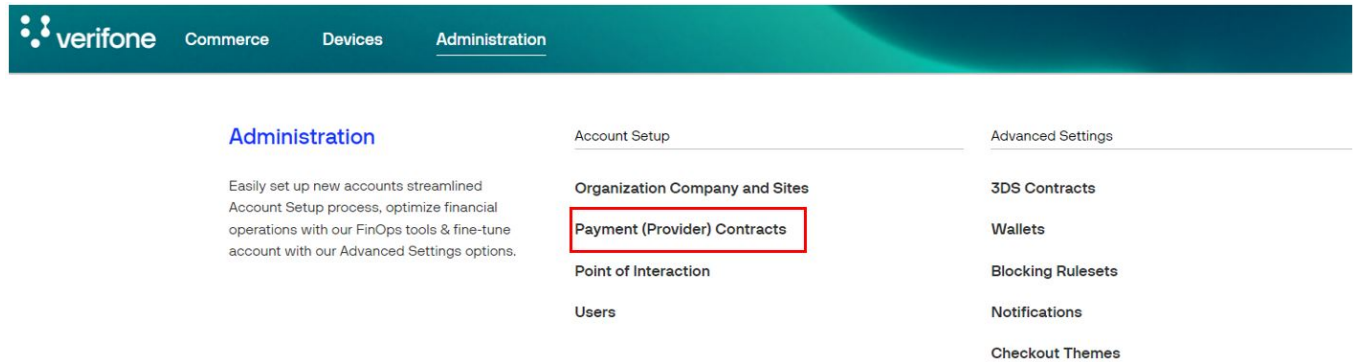 verifone Commerce Devices Administration
Administration
Easily set up new accounts streamlined
Account Setup process, optimize financial
operations with our FinOps tools & fine-tune
account with our Advanced Settings options.
Account Setup
Organization Company and Sites
Payment (Provider) Contracts
Point of Interaction
Users
Advanced Settings
3DS Contracts
Wallets
Blocking Rulesets
Notifications
Checkout Themes